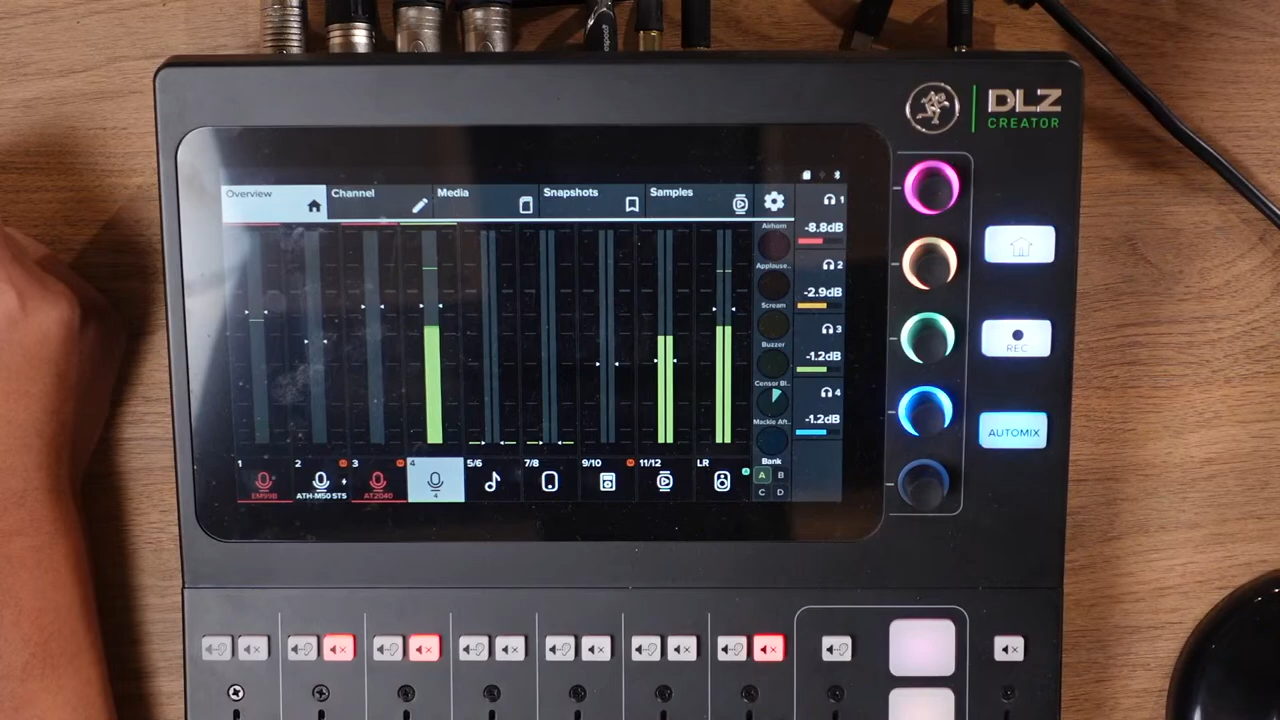 DLZ
CREATOR
Overview
Channel
Media
Snapshots
Samples
1
-8.8dB
2
-2.9dB
3
-1.2dB
4
-1.2dB
Airhorn
Applause..
Scream
Buzzer
Censor Bl..
Mackie Aft..
Bank
A B
C D
1
EM99B
2
ATH-M50 STS
3
AT2040
4
4
5/6
7/8
9/10
11/12
LR
A
REC
AUTOMIX